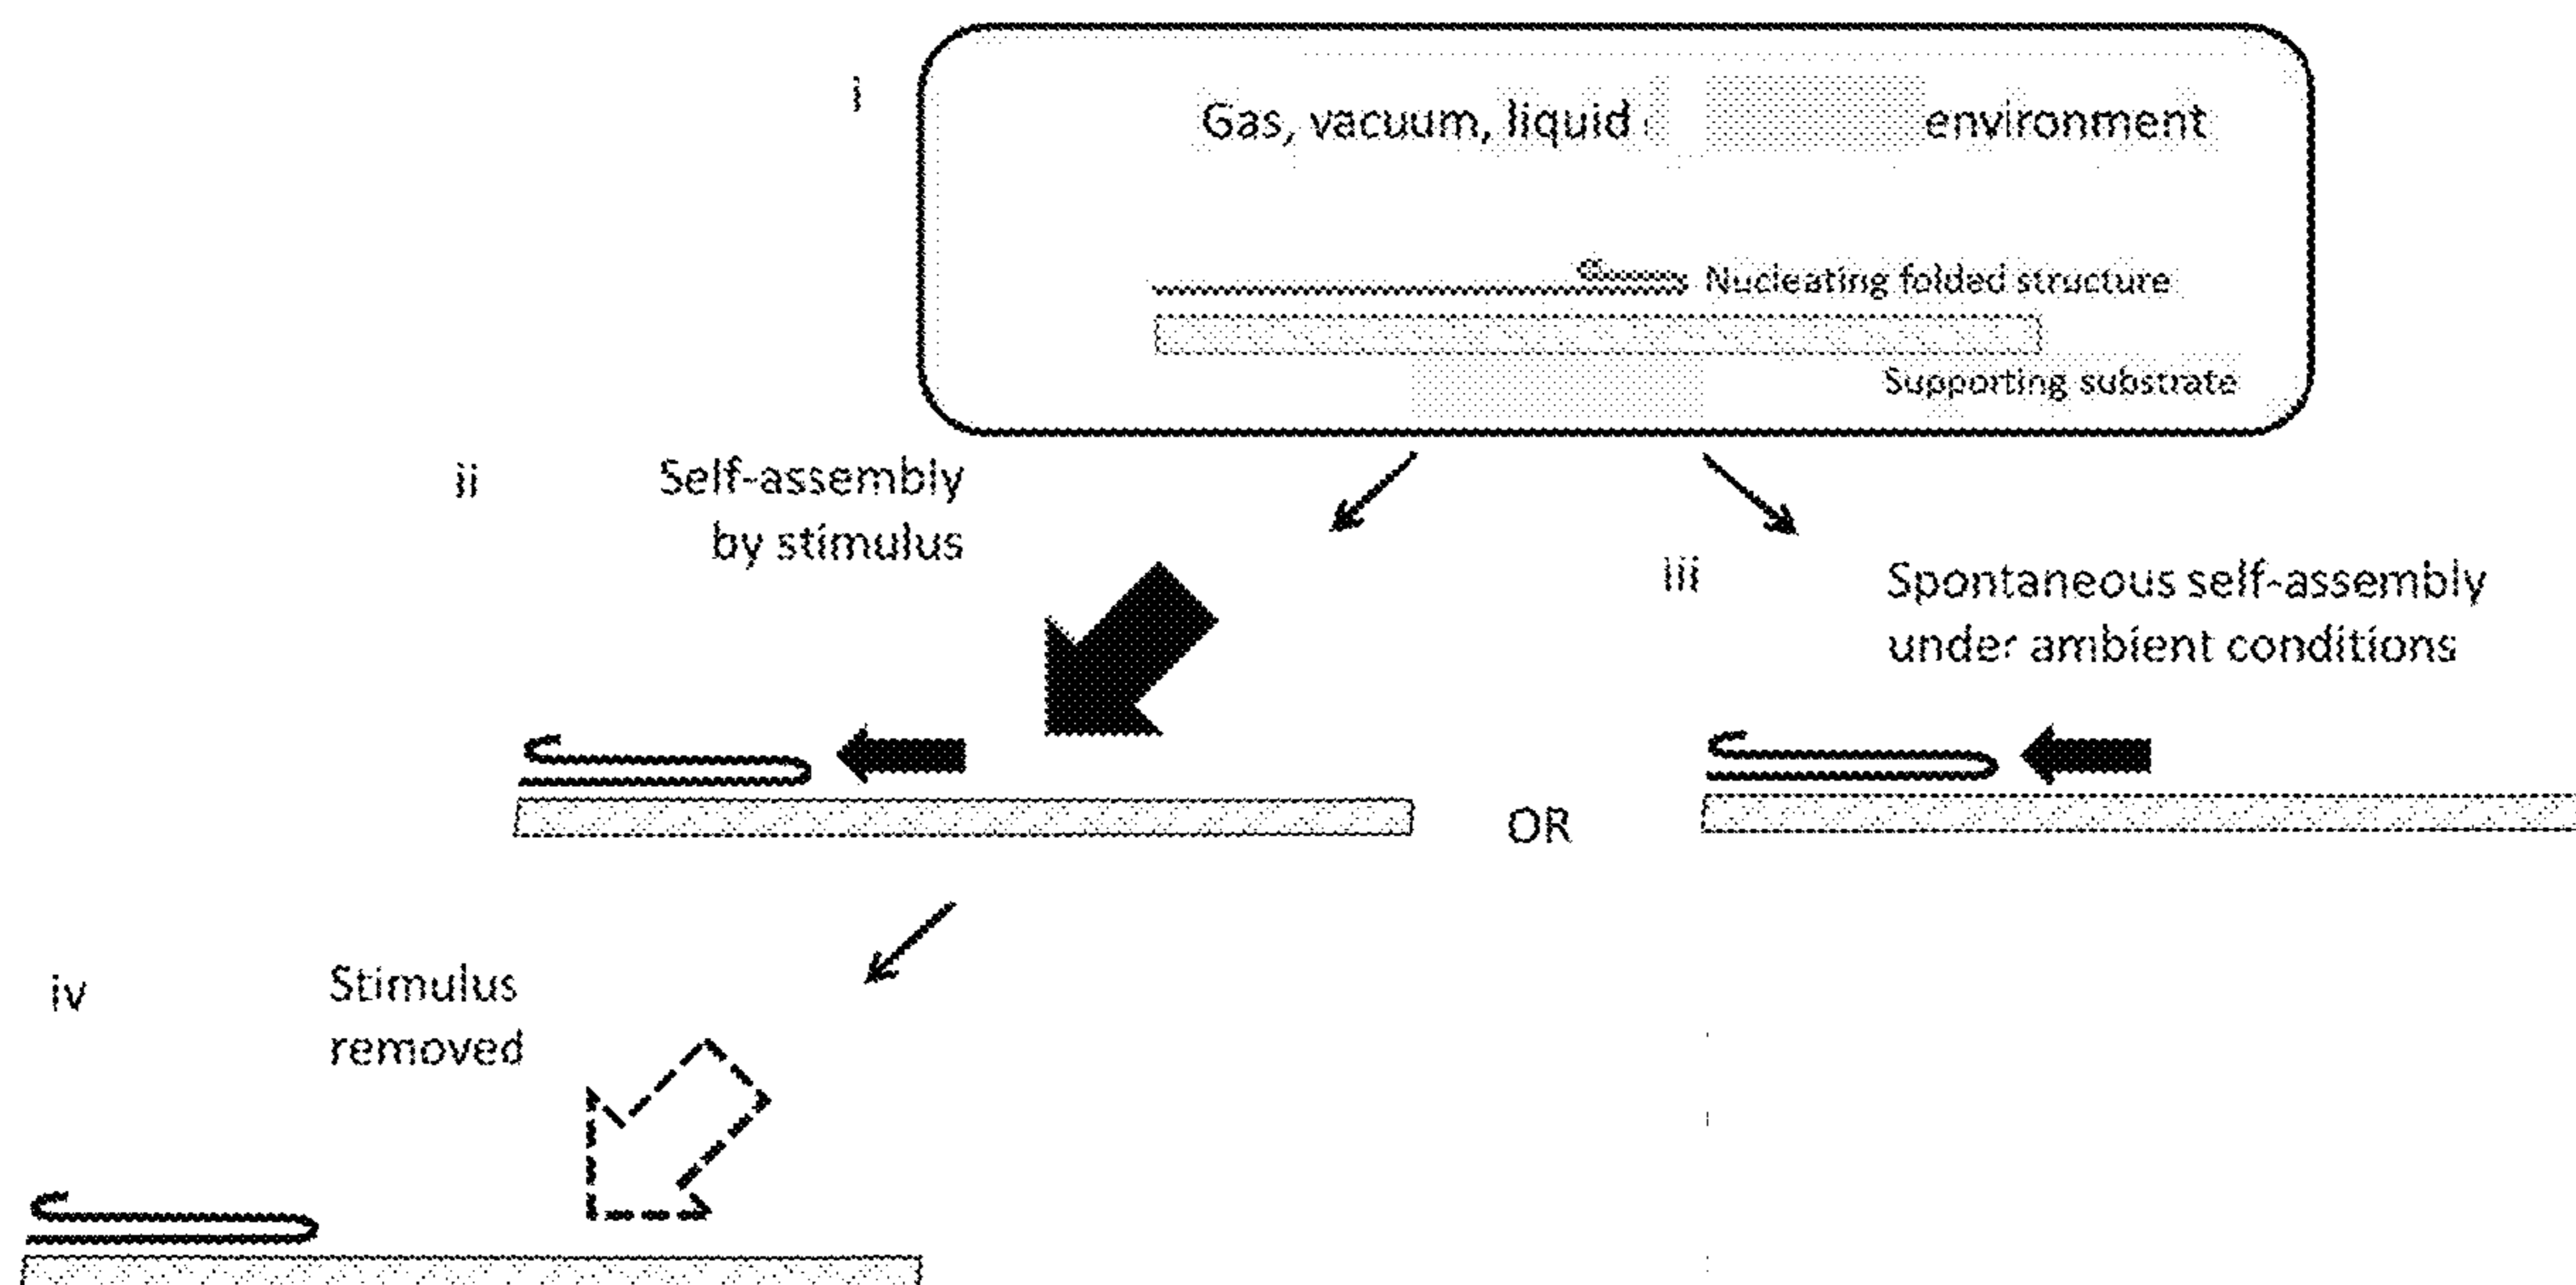 i
Gas, vacuum, liquid environment
Nucleating folded structure
Supporting substrate
ii
Self-assembly
by stimulus
iii
Spontaneous self-assembly
under ambient conditions
OR
iv
Stimulus
removed